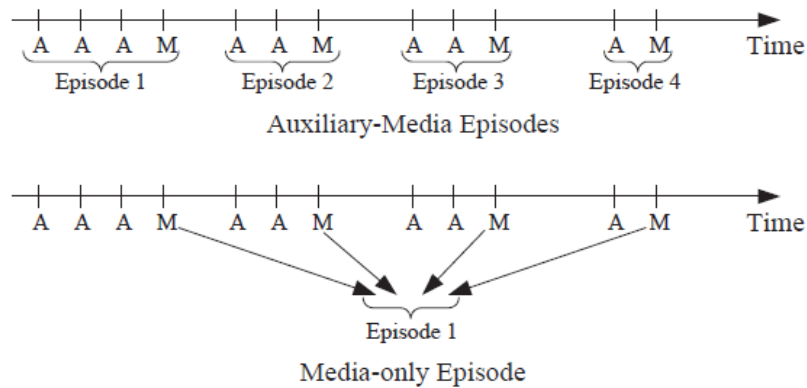 A A A M A A M A A M A M Time
Episode 1 Episode 2 Episode 3 Episode 4
Auxiliary-Media Episodes
A A A M A A M A A M A M Time
Episode 1
Media-only Episode